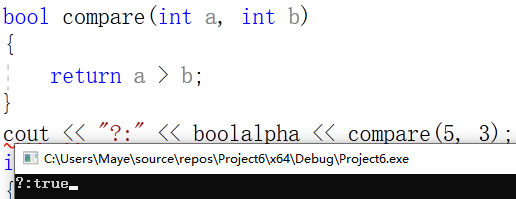 bool compare(int a, int b)
{
    return a > b;
}
cout << "?:" << boolalpha << compare(5, 3);
i
C:\Users\Maye\source\repos\Project6\x64\Debug\Project6.exe
{
?:true